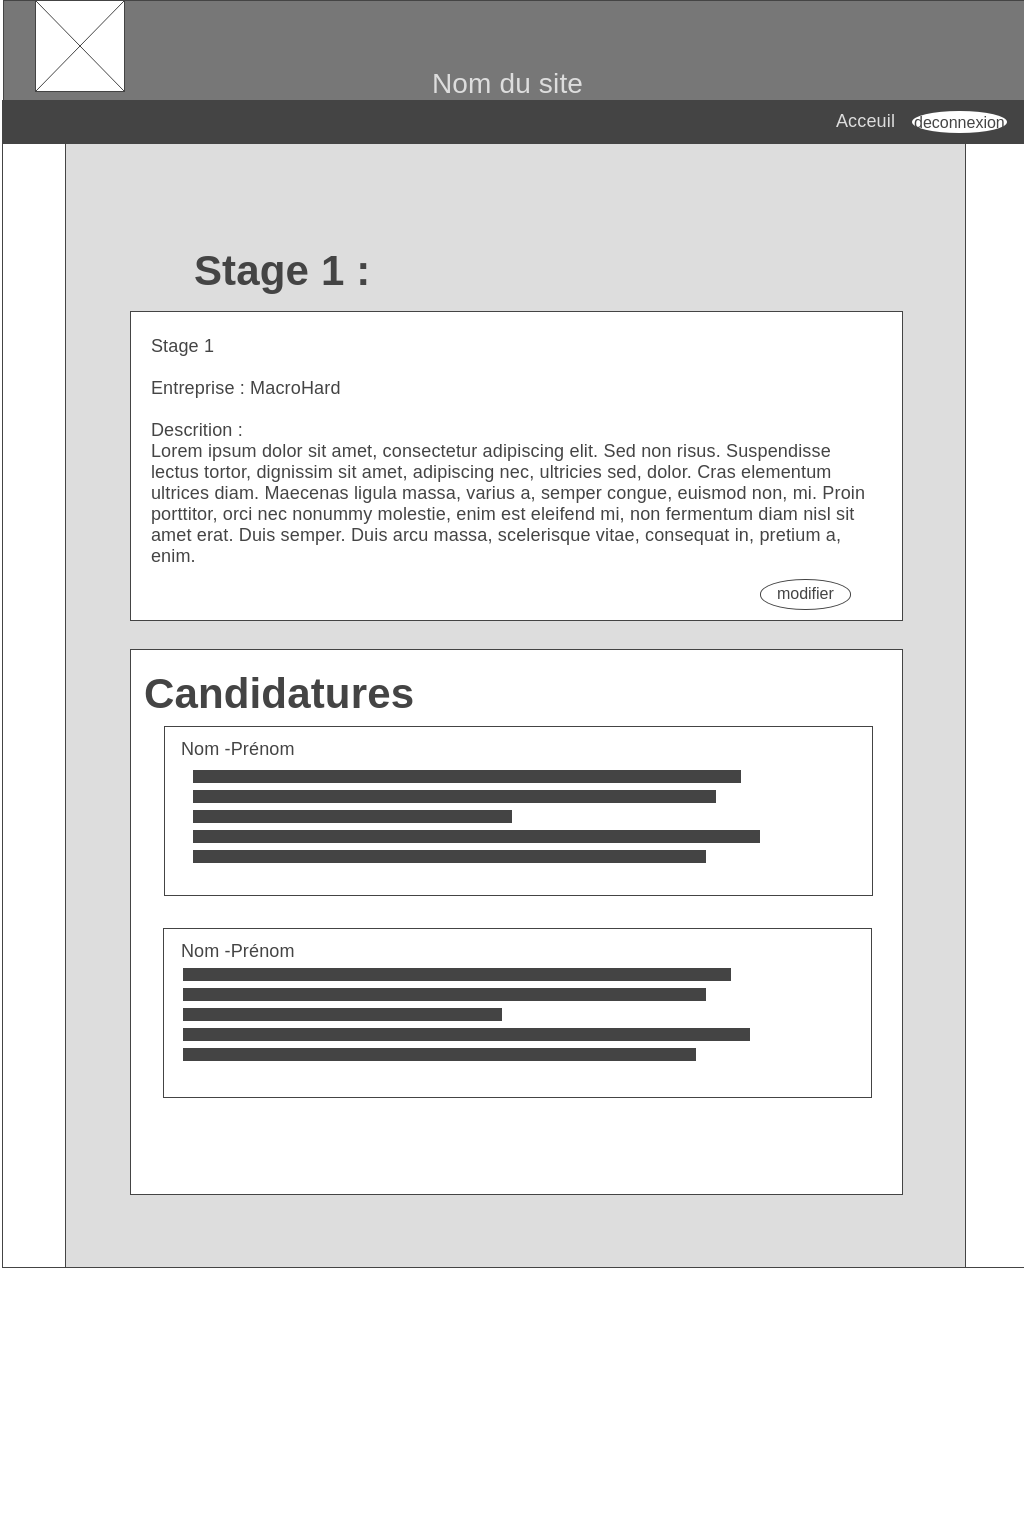 Nom du site
Acceuil deconnexion
Stage 1 :
Stage 1
Entreprise : MacroHard
Descrition :
Lorem ipsum dolor sit amet, consectetur adipiscing elit. Sed non risus. Suspendisse
lectus tortor, dignissim sit amet, adipiscing nec, ultricies sed, dolor. Cras elementum
ultrices diam. Maecenas ligula massa, varius a, semper congue, euismod non, mi. Proin
porttitor, orci nec nonummy molestie, enim est eleifend mi, non fermentum diam nisl sit
amet erat. Duis semper. Duis arcu massa, scelerisque vitae, consequat in, pretium a,
enim.
modifier
Candidatures
Nom -Prénom
Nom -Prénom